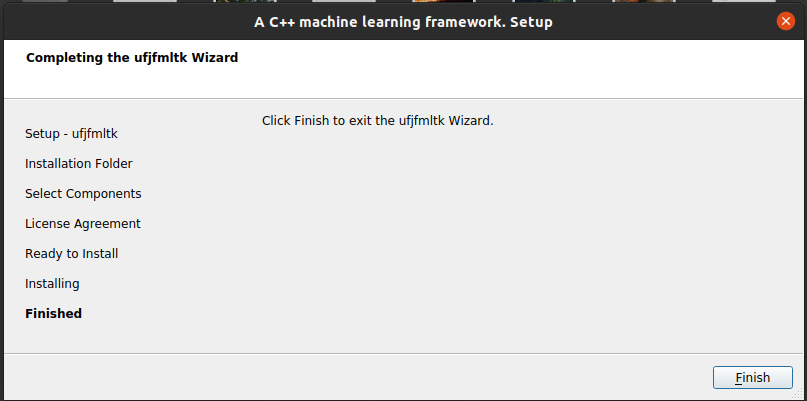 A C++ machine learning framework. Setup
Completing the ufjfmltk Wizard
Click Finish to exit the ufjfmltk Wizard.
Setup - ufjfmltk
Installation Folder
Select Components
License Agreement
Ready to Install
Installing
Finished
Finish